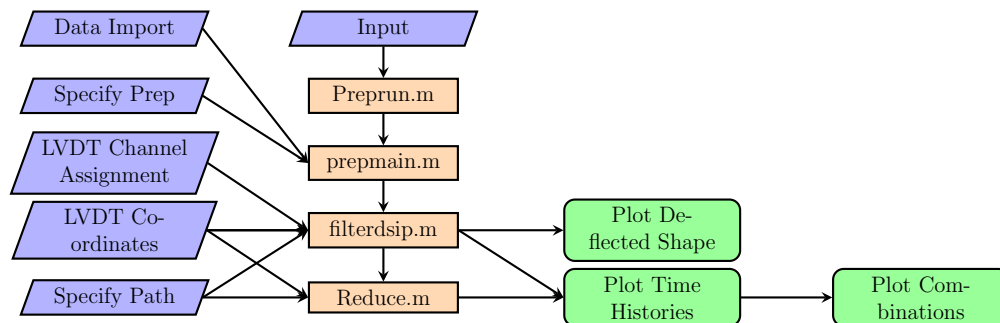 Data Import
Input
Specify Prep
Preprun.m
LVDT Channel
Assignment
prepmain.m
LVDT Co-
ordinates
filterdsip.m
Plot De-
flected Shape
Specify Path
Reduce.m
Plot Time
Histories
Plot Com-
binations